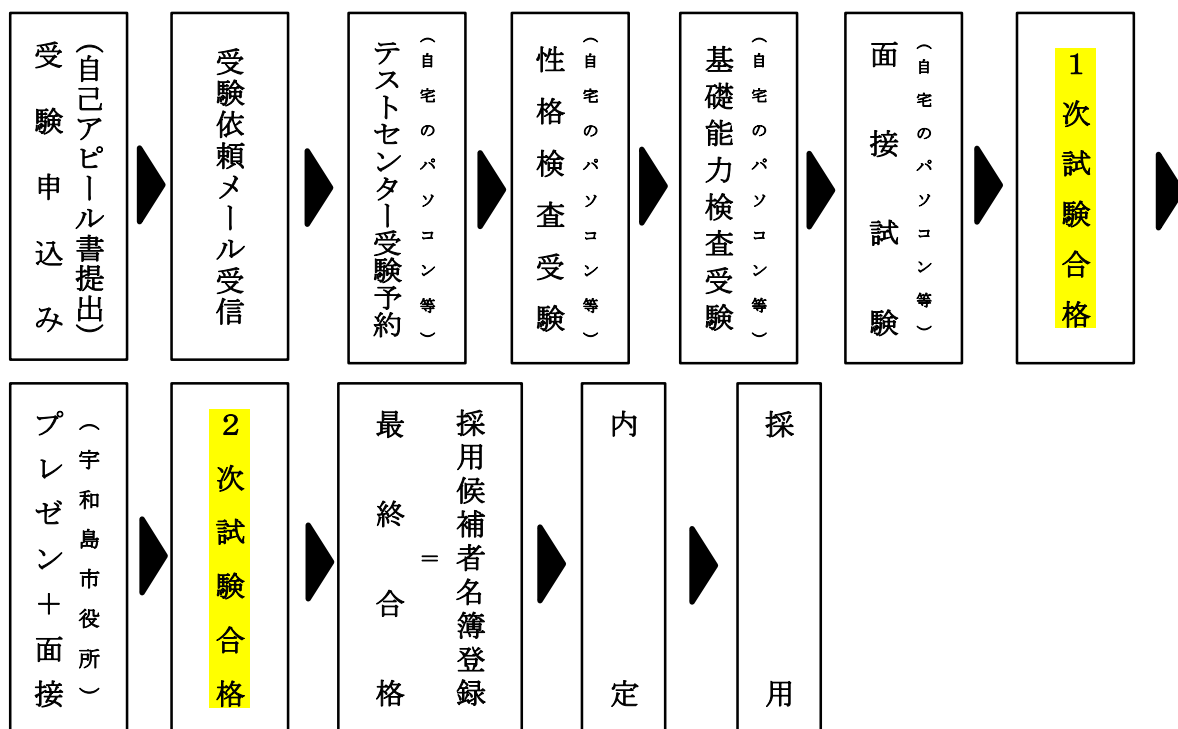 受験申込み
(自己アピール書提出)
受験依頼メール受信
テストセンター受験予約
(自宅のパソコン等)
性格検査受験
(自宅のパソコン等)
基礎能力検査受験
(自宅のパソコン等)
面接試験
(自宅のパソコン等)
1次試験合格
プレゼン+面接
(宇和島市役所)
2次試験合格
最終合格
=
採用候補者名簿登録
内定
採用